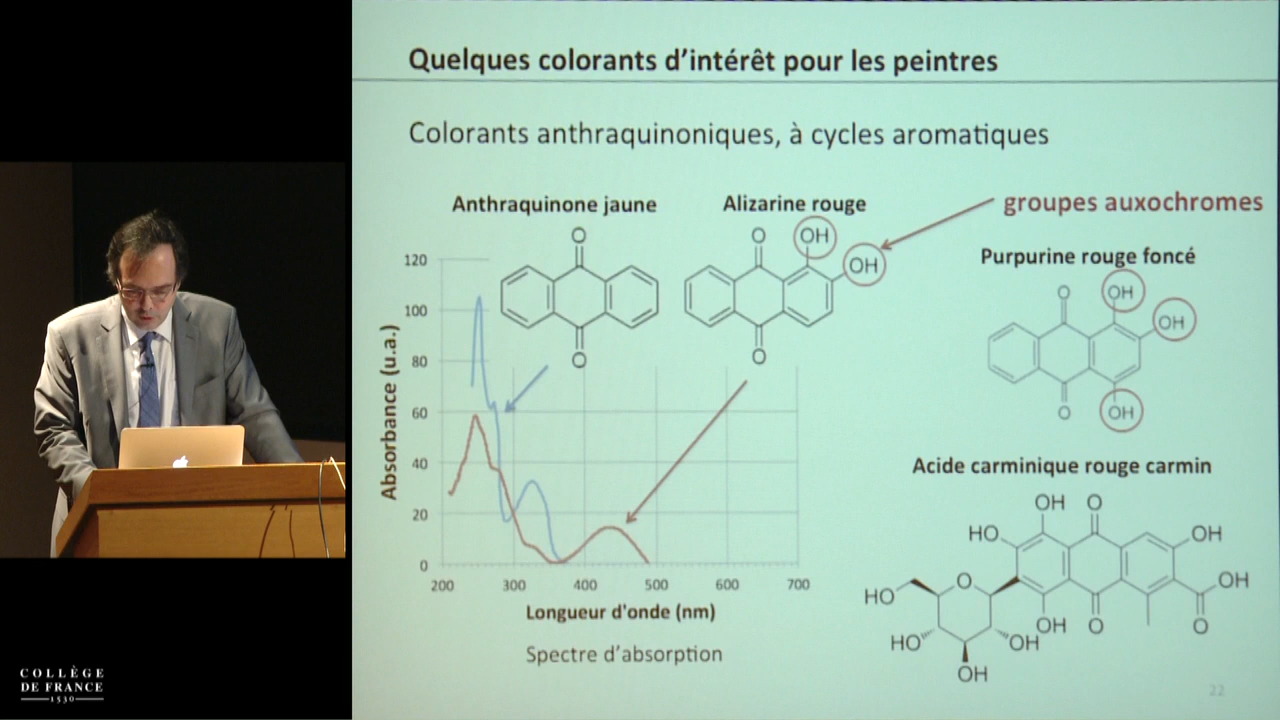 Quelques colorants d'intérêt pour les peintres
Colorants anthraquinoniques, à cycles aromatiques
Anthraquinone jaune
Alizarine rouge
groupes auxochromes
Purpurine rouge foncé
O
O
O
OH
OH
O
O
OH
OH
O
OH
Absorbance (u.a.)
120
100
80
60
40
20
0
200
300
400
500
600
700
Longueur d'onde (nm)
Spectre d'absorption
Acide carminique rouge carmin
OH
O
HO
OH
O
OH
HO
OH
O
O
HO
OH
OH
COLLÈGE
DE FRANCE
1530
22